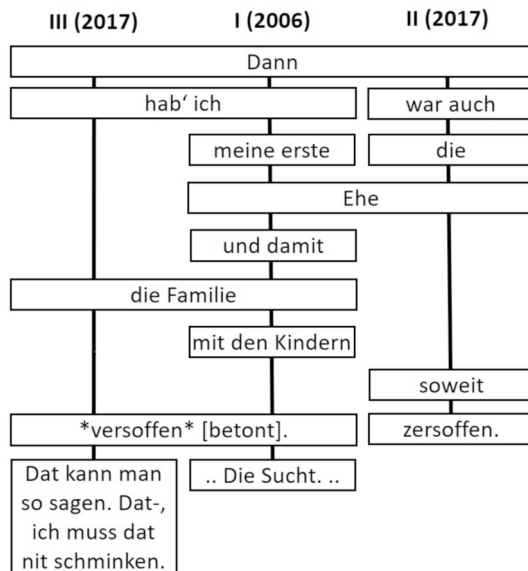 III (2017) I (2006) II (2017)
Dann
hab‘ ich war auch
meine erste die
Ehe
und damit
die Familie
mit den Kindern
soweit
*versoffen* [betont]. zersoffen.
Dat kann man
so sagen. Dat-,
ich muss dat
nit schminken.
.. Die Sucht. ..